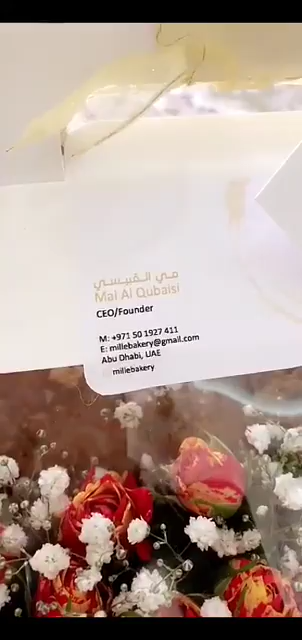 مي القبيسي
Mai Al Qubaisi
CEO/Founder
M: +971 50 1927 411
E: millebakery@gmail.com
Abu Dhabi, UAE
millebakery